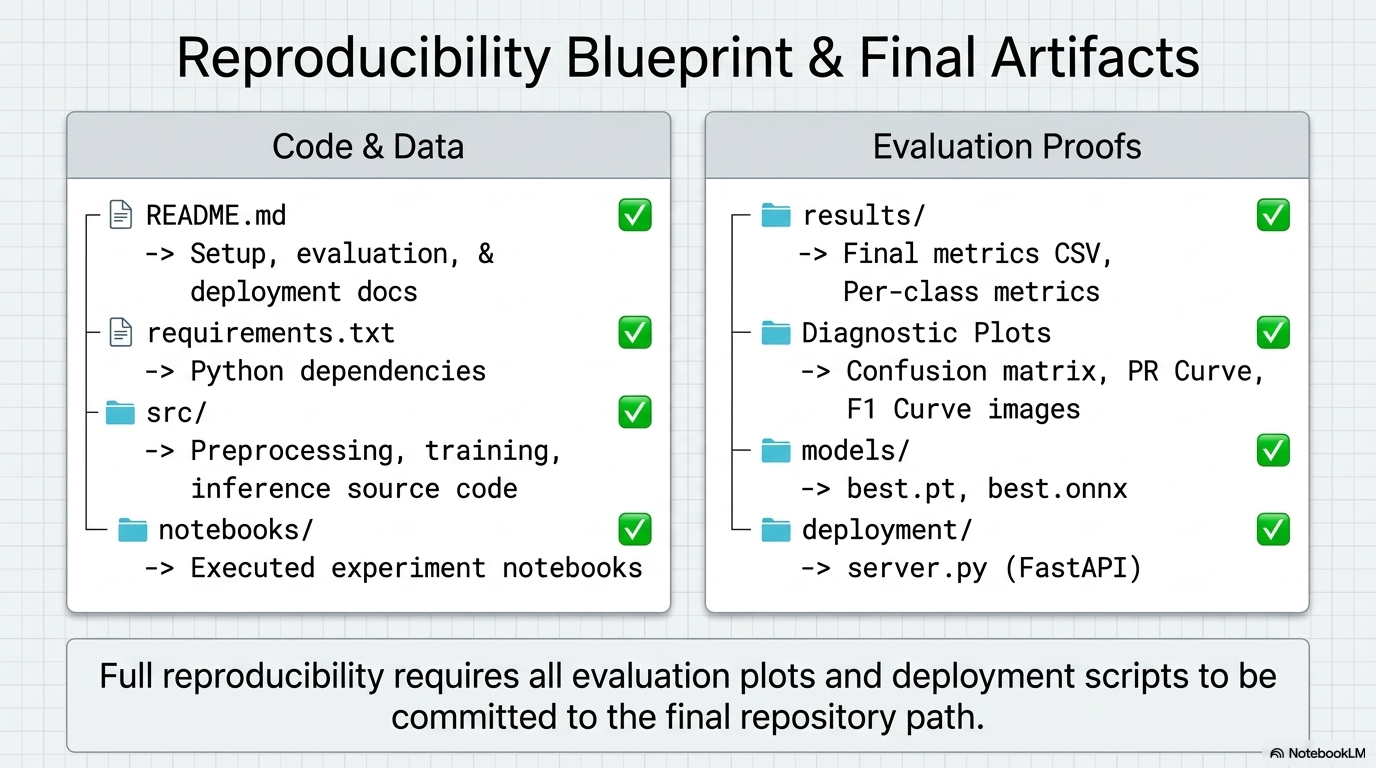 Reproducibility Blueprint & Final Artifacts
Code & Data
README.md
-> Setup, evaluation, &
deployment docs
requirements.txt
-> Python dependencies
src/
-> Preprocessing, training,
inference source code
notebooks/
-> Executed experiment notebooks
Evaluation Proofs
results/
-> Final metrics CSV,
Per-class metrics
Diagnostic Plots
-> Confusion matrix, PR Curve,
F1 Curve images
models/
-> best.pt, best.onnx
deployment/
-> server.py (FastAPI)
Full reproducibility requires all evaluation plots and deployment scripts to be
committed to the final repository path.
NotebookLM